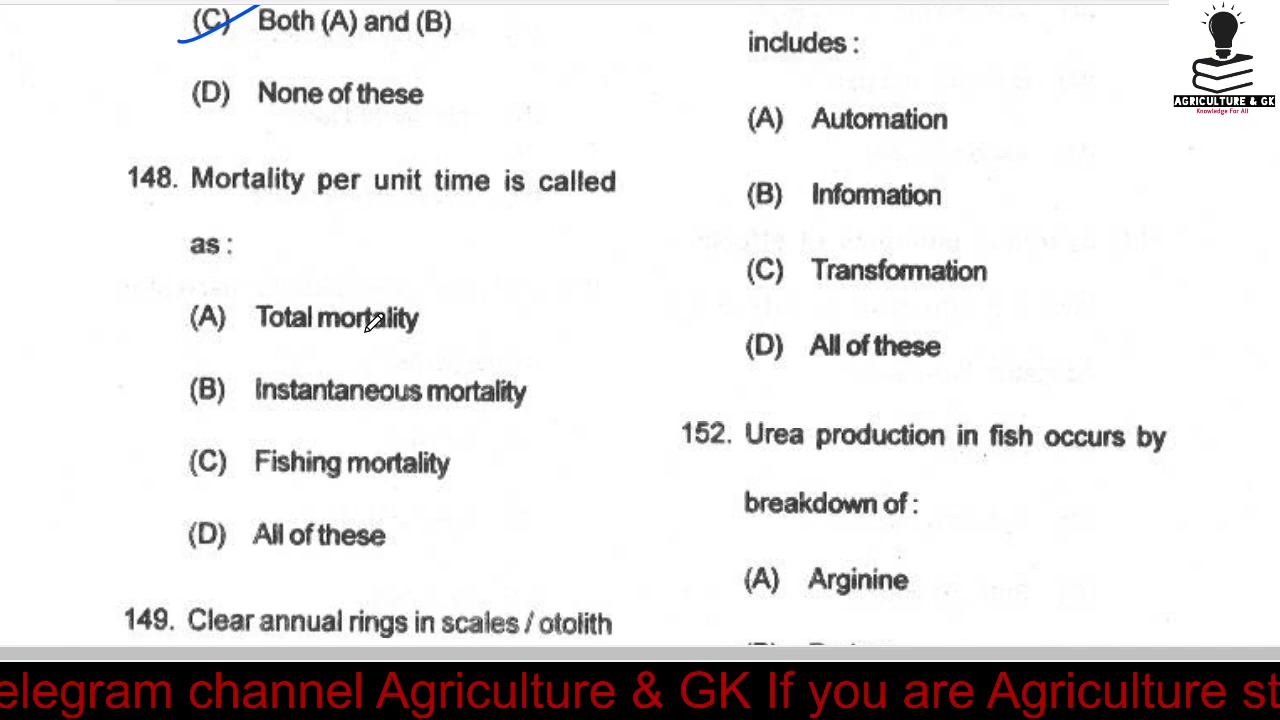 (C) Both (A) and (B)
(D) None of these
148. Mortality per unit time is called
as :
(A) Total mortality
(B) Instantaneous mortality
(C) Fishing mortality
(D) All of these
149. Clear annual rings in scales / otolith
includes :
(A) Automation
(B) Information
(C) Transformation
(D) All of these
152. Urea production in fish occurs by
breakdown of :
(A) Arginine
AGRICULTURE & GK
Knowledge For All
elegram channel Agriculture & GK If you are Agriculture st